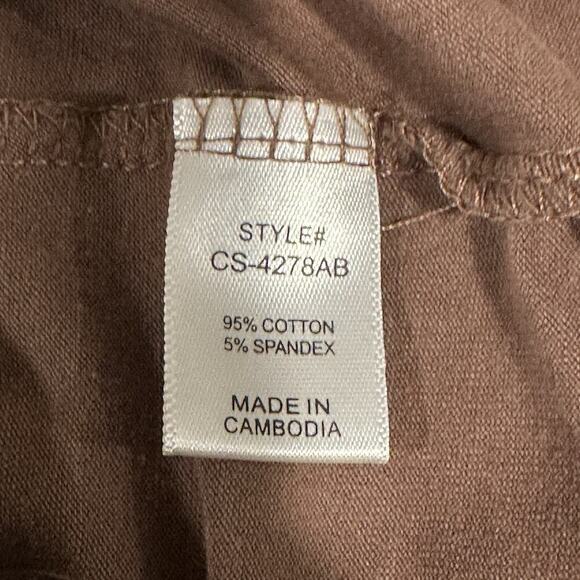 STYLE#
CS-4278AB
95% COTTON
5% SPANDEX
MADE IN
CAMBODIA